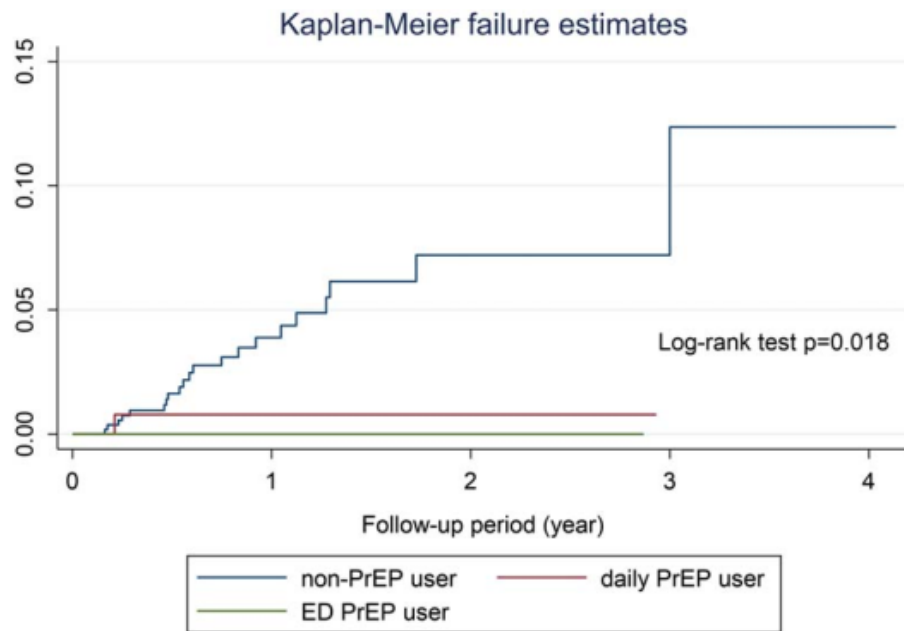 Kaplan-Meier failure estimates
0.15
0.10
0.05
0.00
Log-rank test p=0.018
0 1 2 3 4
Follow-up period (year)
non-PrEP user daily PrEP user
ED PrEP user